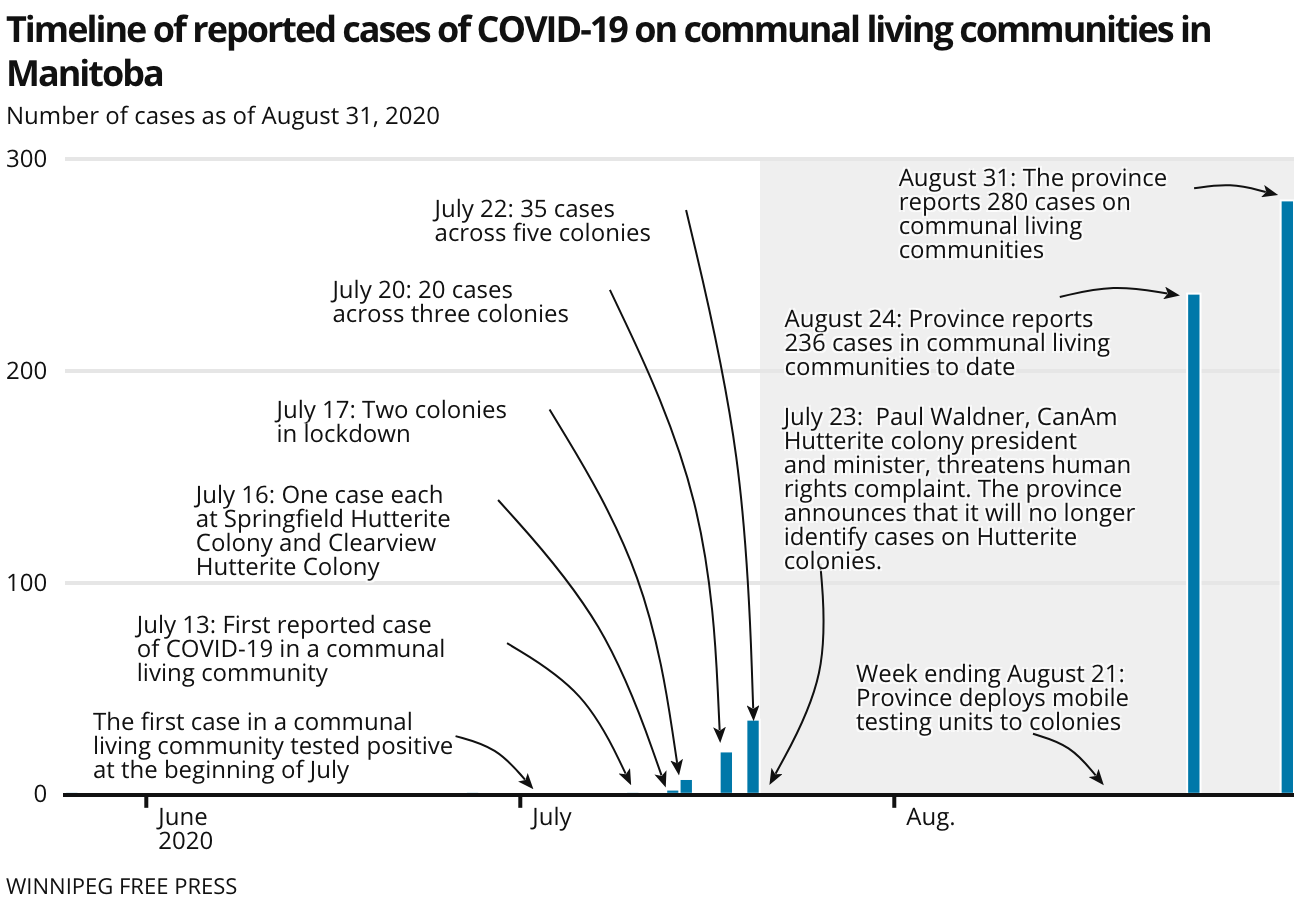 Timeline of reported cases of COVID-19 on communal living communities in
Manitoba
Number of cases as of August 31, 2020
300
200
100
0
August 31: The province
reports 280 cases on
communal living
communities
July 22: 35 cases
across five colonies
July 20: 20 cases
across three colonies
August 24: Province reports
236 cases in communal living
communities to date
July 17: Two colonies
in lockdown
July 23:  Paul Waldner, CanAm
Hutterite colony president
and minister, threatens human
rights complaint. The province
announces that it will no longer
identify cases on Hutterite
colonies.
July 16: One case each
at Springfield Hutterite
Colony and Clearview
Hutterite Colony
July 13: First reported case
of COVID-19 in a communal
living community
Week ending August 21:
Province deploys mobile
testing units to colonies
The first case in a communal
living community tested positive
at the beginning of July
June
2020
July
Aug.
WINNIPEG FREE PRESS